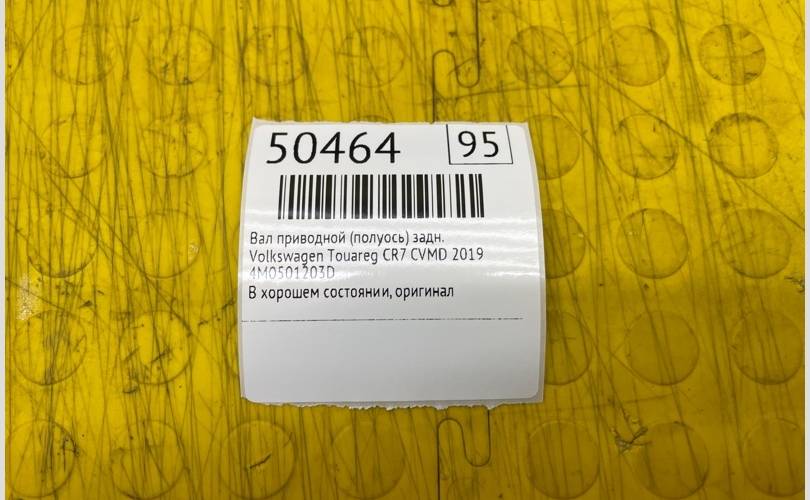 50464 95
Вал приводной (полуось) задн.
Volkswagen Touareg CR7 CVMD 2019
4M0501203D
В хорошем состоянии, оригинал